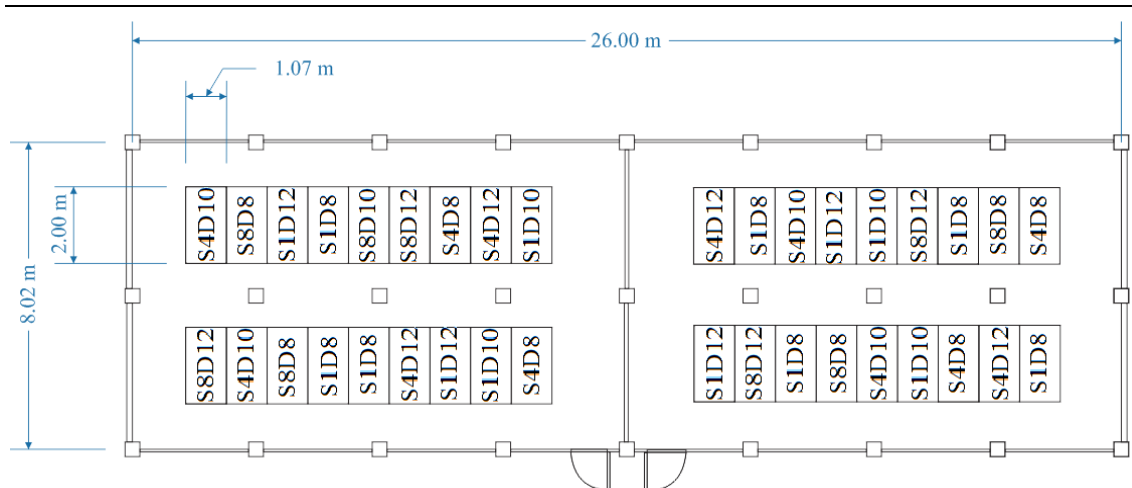 26.00 m
1.07 m
2.00 m
8.02 m
S4D10 S8D8 S1D12 S1D8 S8D10 S8D12 S4D8 S4D12 S1D10
S4D12 S1D8 S4D10 S1D12 S1D10 S8D12 S1D8 S8D8 S4D8
S8D12 S4D10 S8D8 S1D8 S1D8 S4D12 S1D12 S1D10 S4D8
S1D12 S8D12 S1D8 S8D8 S4D10 S1D10 S4D8 S4D12 S1D8